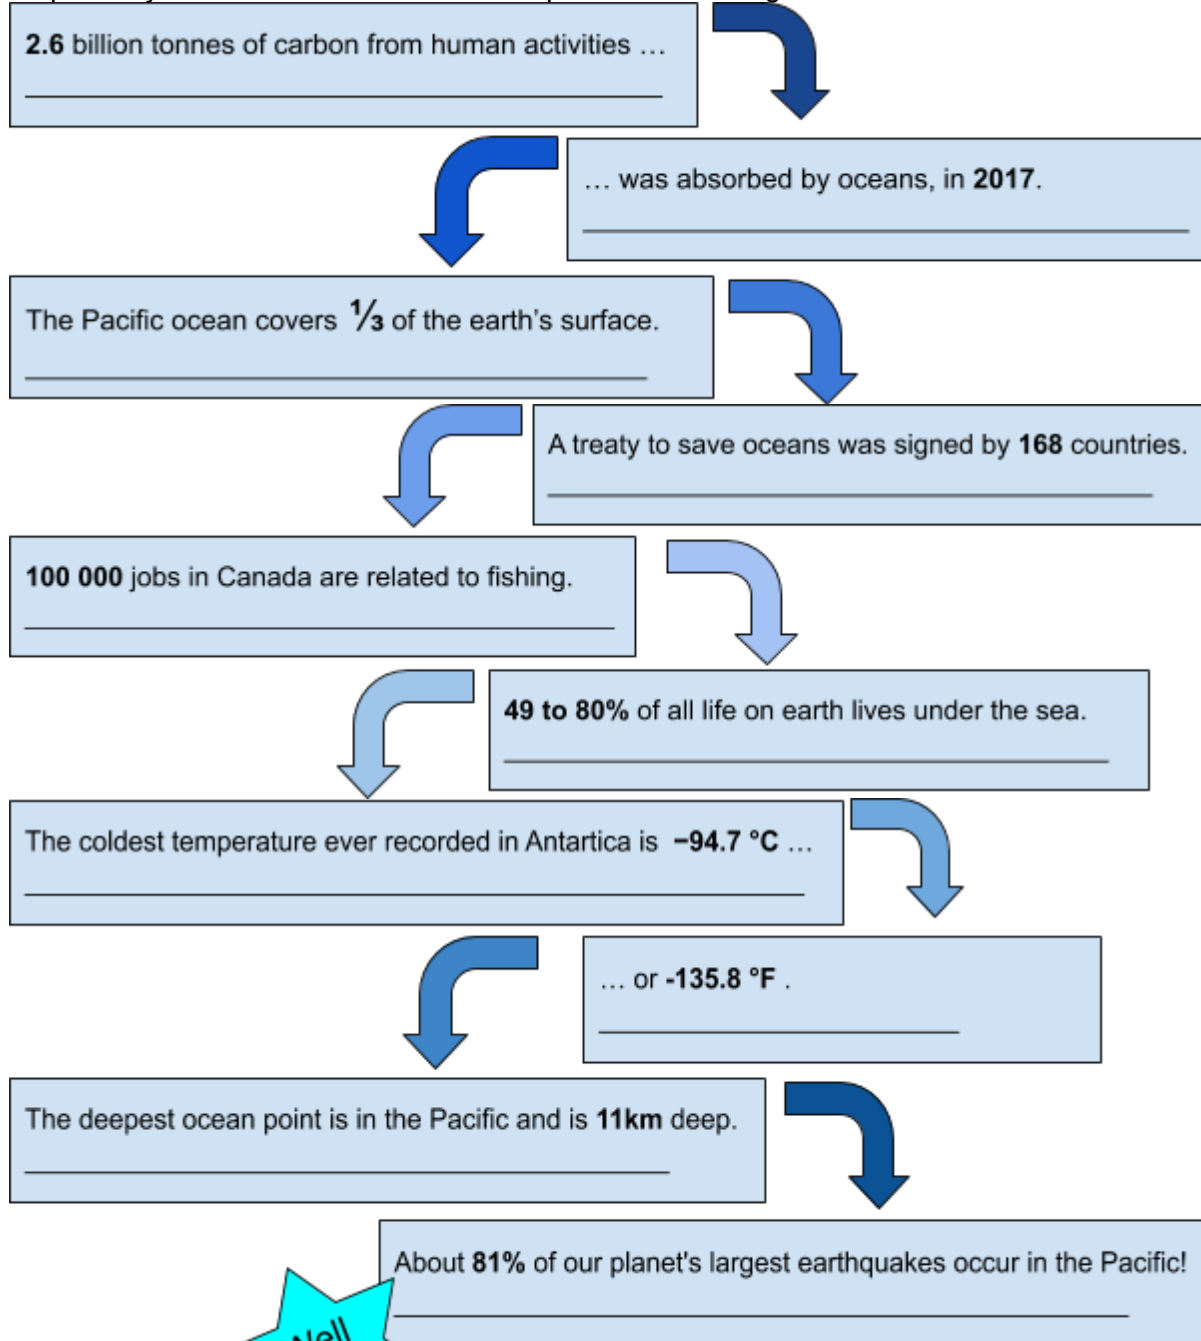 2.6 billion tonnes of carbon from human activities …
… was absorbed by oceans, in 2017.
The Pacific ocean covers ⅓ of the earth's surface.
A treaty to save oceans was signed by 168 countries.
100 000 jobs in Canada are related to fishing.
49 to 80% of all life on earth lives under the sea.
The coldest temperature ever recorded in Antartica is −94.7 °C …
… or -135.8 °F .
The deepest ocean point is in the Pacific and is 11km deep.
About 81% of our planet's largest earthquakes occur in the Pacific!